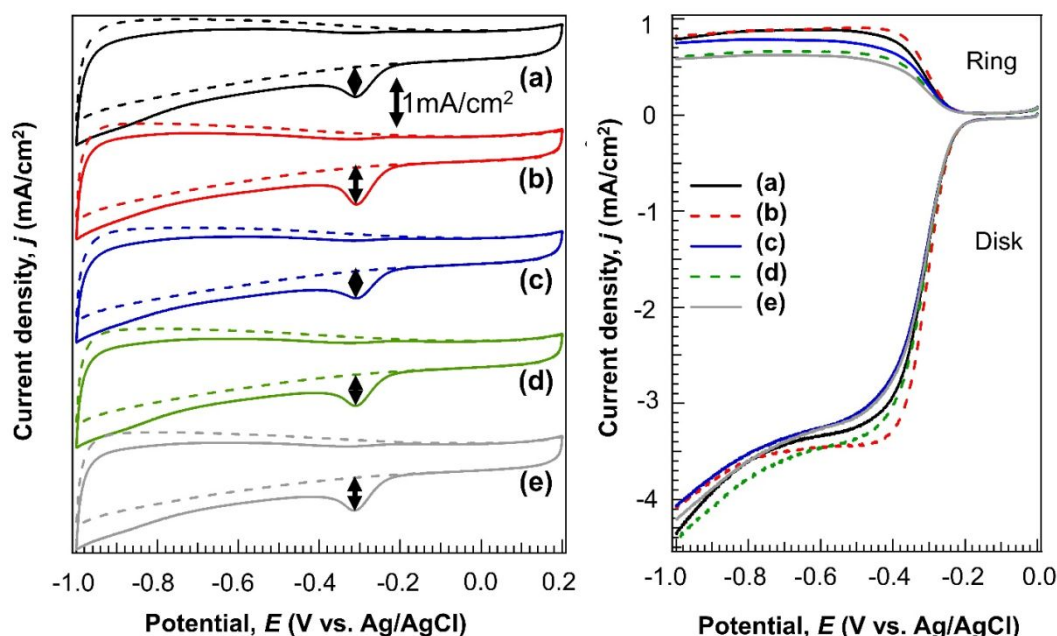 Current density, j (mA/cm²)
(a)
1mA/cm²
(b)
(c)
(d)
(e)
-1.0 -0.8 -0.6 -0.4 -0.2 0.0 0.2
Potential, E (V vs. Ag/AgCl)
Current density, j (mA/cm²)
1
0
-1
-2
-3
-4
Ring
(a)
(b)
(c)
(d)
(e)
Disk
-1.0 -0.8 -0.6 -0.4 -0.2 0.0
Potential, E (V vs. Ag/AgCl)